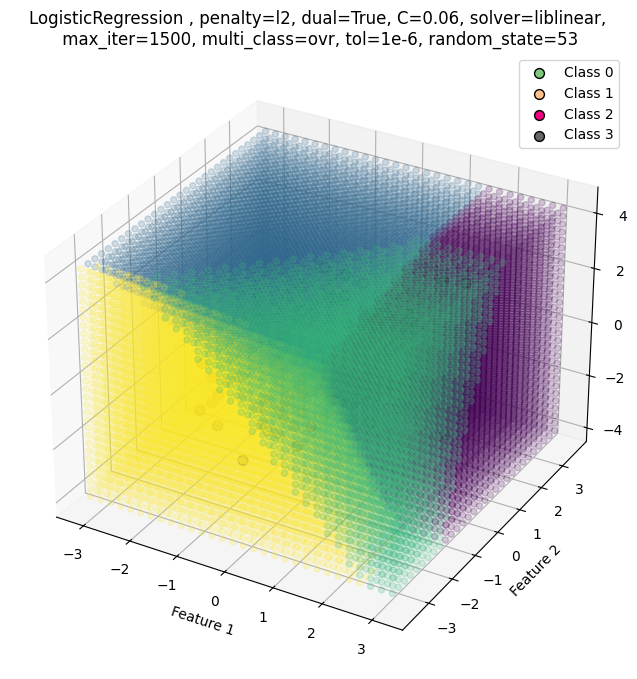 LogisticRegression , penalty=l2, dual=True, C=0.06, solver=liblinear,
max_iter=1500, multi_class=ovr, tol=1e-6, random_state=53
Class 0
Class 1
Class 2
Class 3
4
2
0
−2
−4
3
2
1
0
−1
−2
−3
Feature 2
−3
−2
−1
0
1
2
3
Feature 1